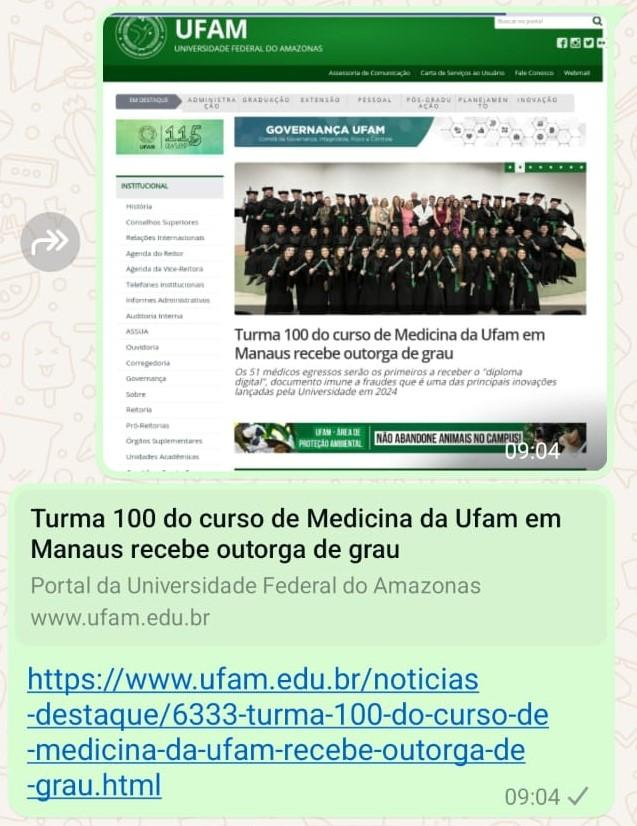 UFAM
UNIVERSIDADE FEDERAL DO AMAZONAS
Buscar no portal
Assessoria de Comunicação Carta de Serviços ao Usuário Fale Conosco Webmail
EM DESTAQUE ADMINISTRAÇÃO GRADUAÇÃO EXTENSÃO PESSOAL PÓS-GRADUAÇÃO PLANEJAMENTO INOVAÇÃO
UFAM 115 anos
GOVERNANÇA UFAM
Comitê de Governança, Integridade, Risco e Controle
INSTITUCIONAL
História
Conselhos Superiores
Relações Internacionais
Agenda do Reitor
Agenda da Vice-Reitora
Telefones Institucionais
Informes Administrativos
Auditoria Interna
ASSUA
Ouvidoria
Corregedoria
Governança
Sobre
Reitoria
Pró-Reitorias
Órgãos Suplementares
Unidades Acadêmicas
Turma 100 do curso de Medicina da Ufam em
Manaus recebe outorga de grau
Os 51 médicos egressos serão os primeiros a receber o "diploma
digital", documento imune a fraudes que é uma das principais inovações
lançadas pela Universidade em 2024
UFAM - ÁREA DE
PROTEÇÃO AMBIENTAL
NÃO ABANDONE ANIMAIS NO CAMPUS!
09:04
Turma 100 do curso de Medicina da Ufam em
Manaus recebe outorga de grau
Portal da Universidade Federal do Amazonas
www.ufam.edu.br
https://www.ufam.edu.br/noticias
-destaque/6333-turma-100-do-curso-de
-medicina-da-ufam-recebe-outorga-de
-grau.html
09:04